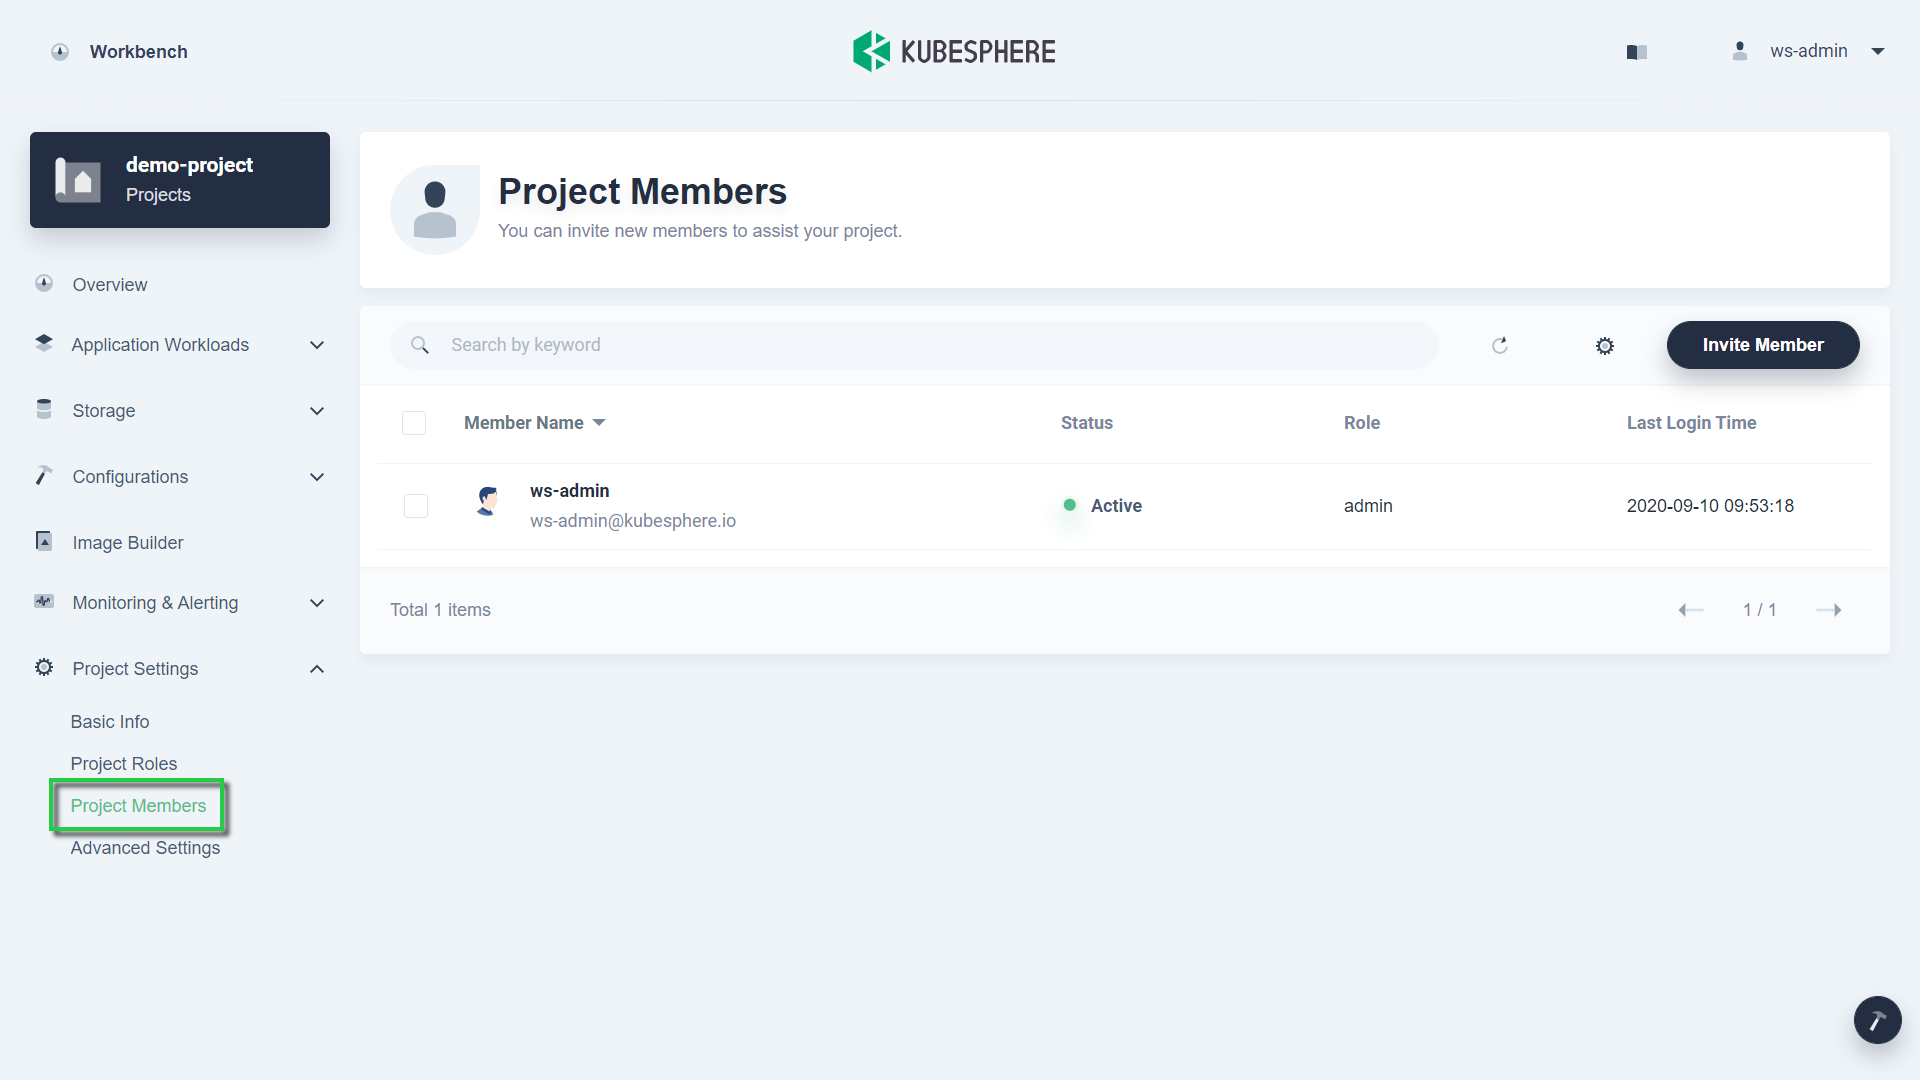 Workbench
KUBESPHERE
ws-admin
demo-project
Projects
Overview
Application Workloads
Storage
Configurations
Image Builder
Monitoring & Alerting
Project Settings
Basic Info
Project Roles
Project Members
Advanced Settings
Project Members
You can invite new members to assist your project.
Search by keyword
Invite Member
Member Name Status Role Last Login Time
ws-admin
ws-admin@kubesphere.io
Active admin 2020-09-10 09:53:18
Total 1 items
1 / 1